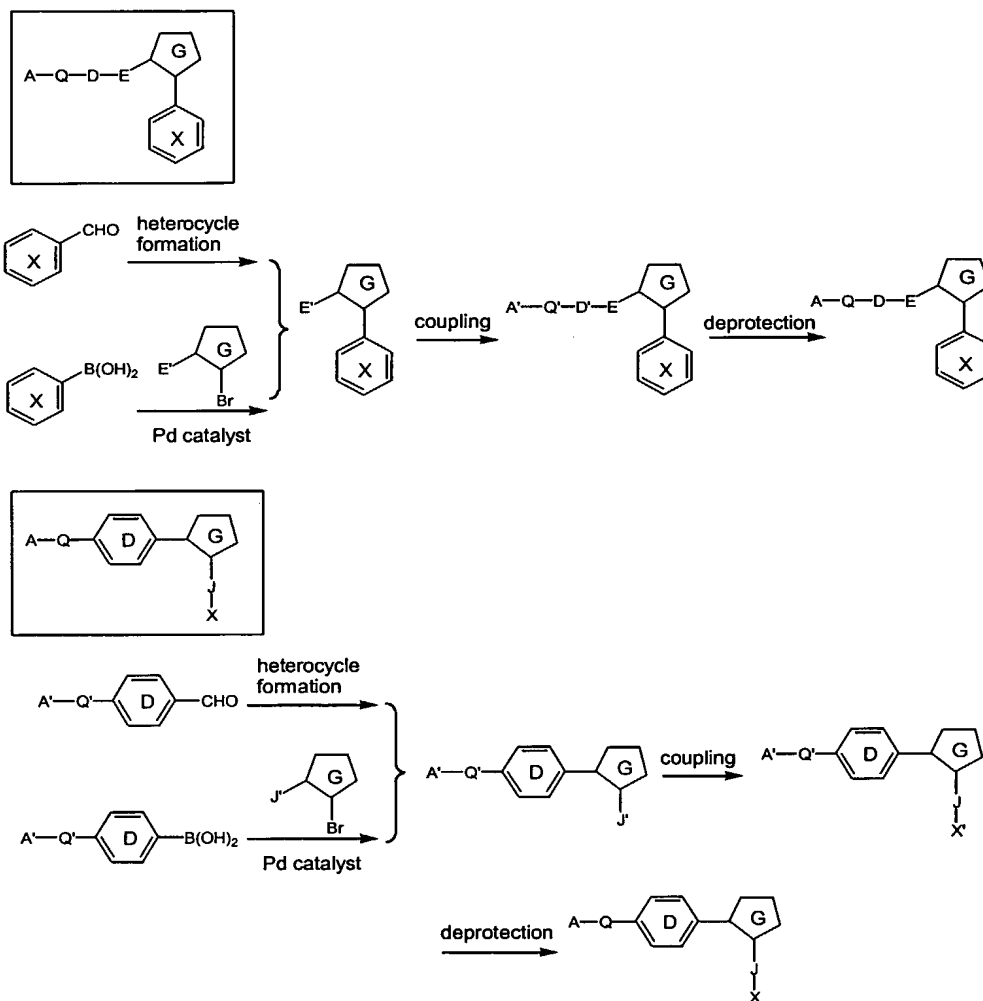 G
A—Q—D—E
X
CHO
heterocycle
formation
X
G
E'
X
coupling
A'—Q'—D'—E
G
X
deprotection
A—Q—D—E
G
X
B(OH)2
X
E'
G
Br
Pd catalyst
A—Q
D
G
J
X
A'—Q'
D
CHO
heterocycle
formation
J'
G
Br
A'—Q'
D
B(OH)2
Pd catalyst
A'—Q'
D
G
J'
coupling
A'—Q'
D
G
J
X'
deprotection
A—Q
D
G
J
X